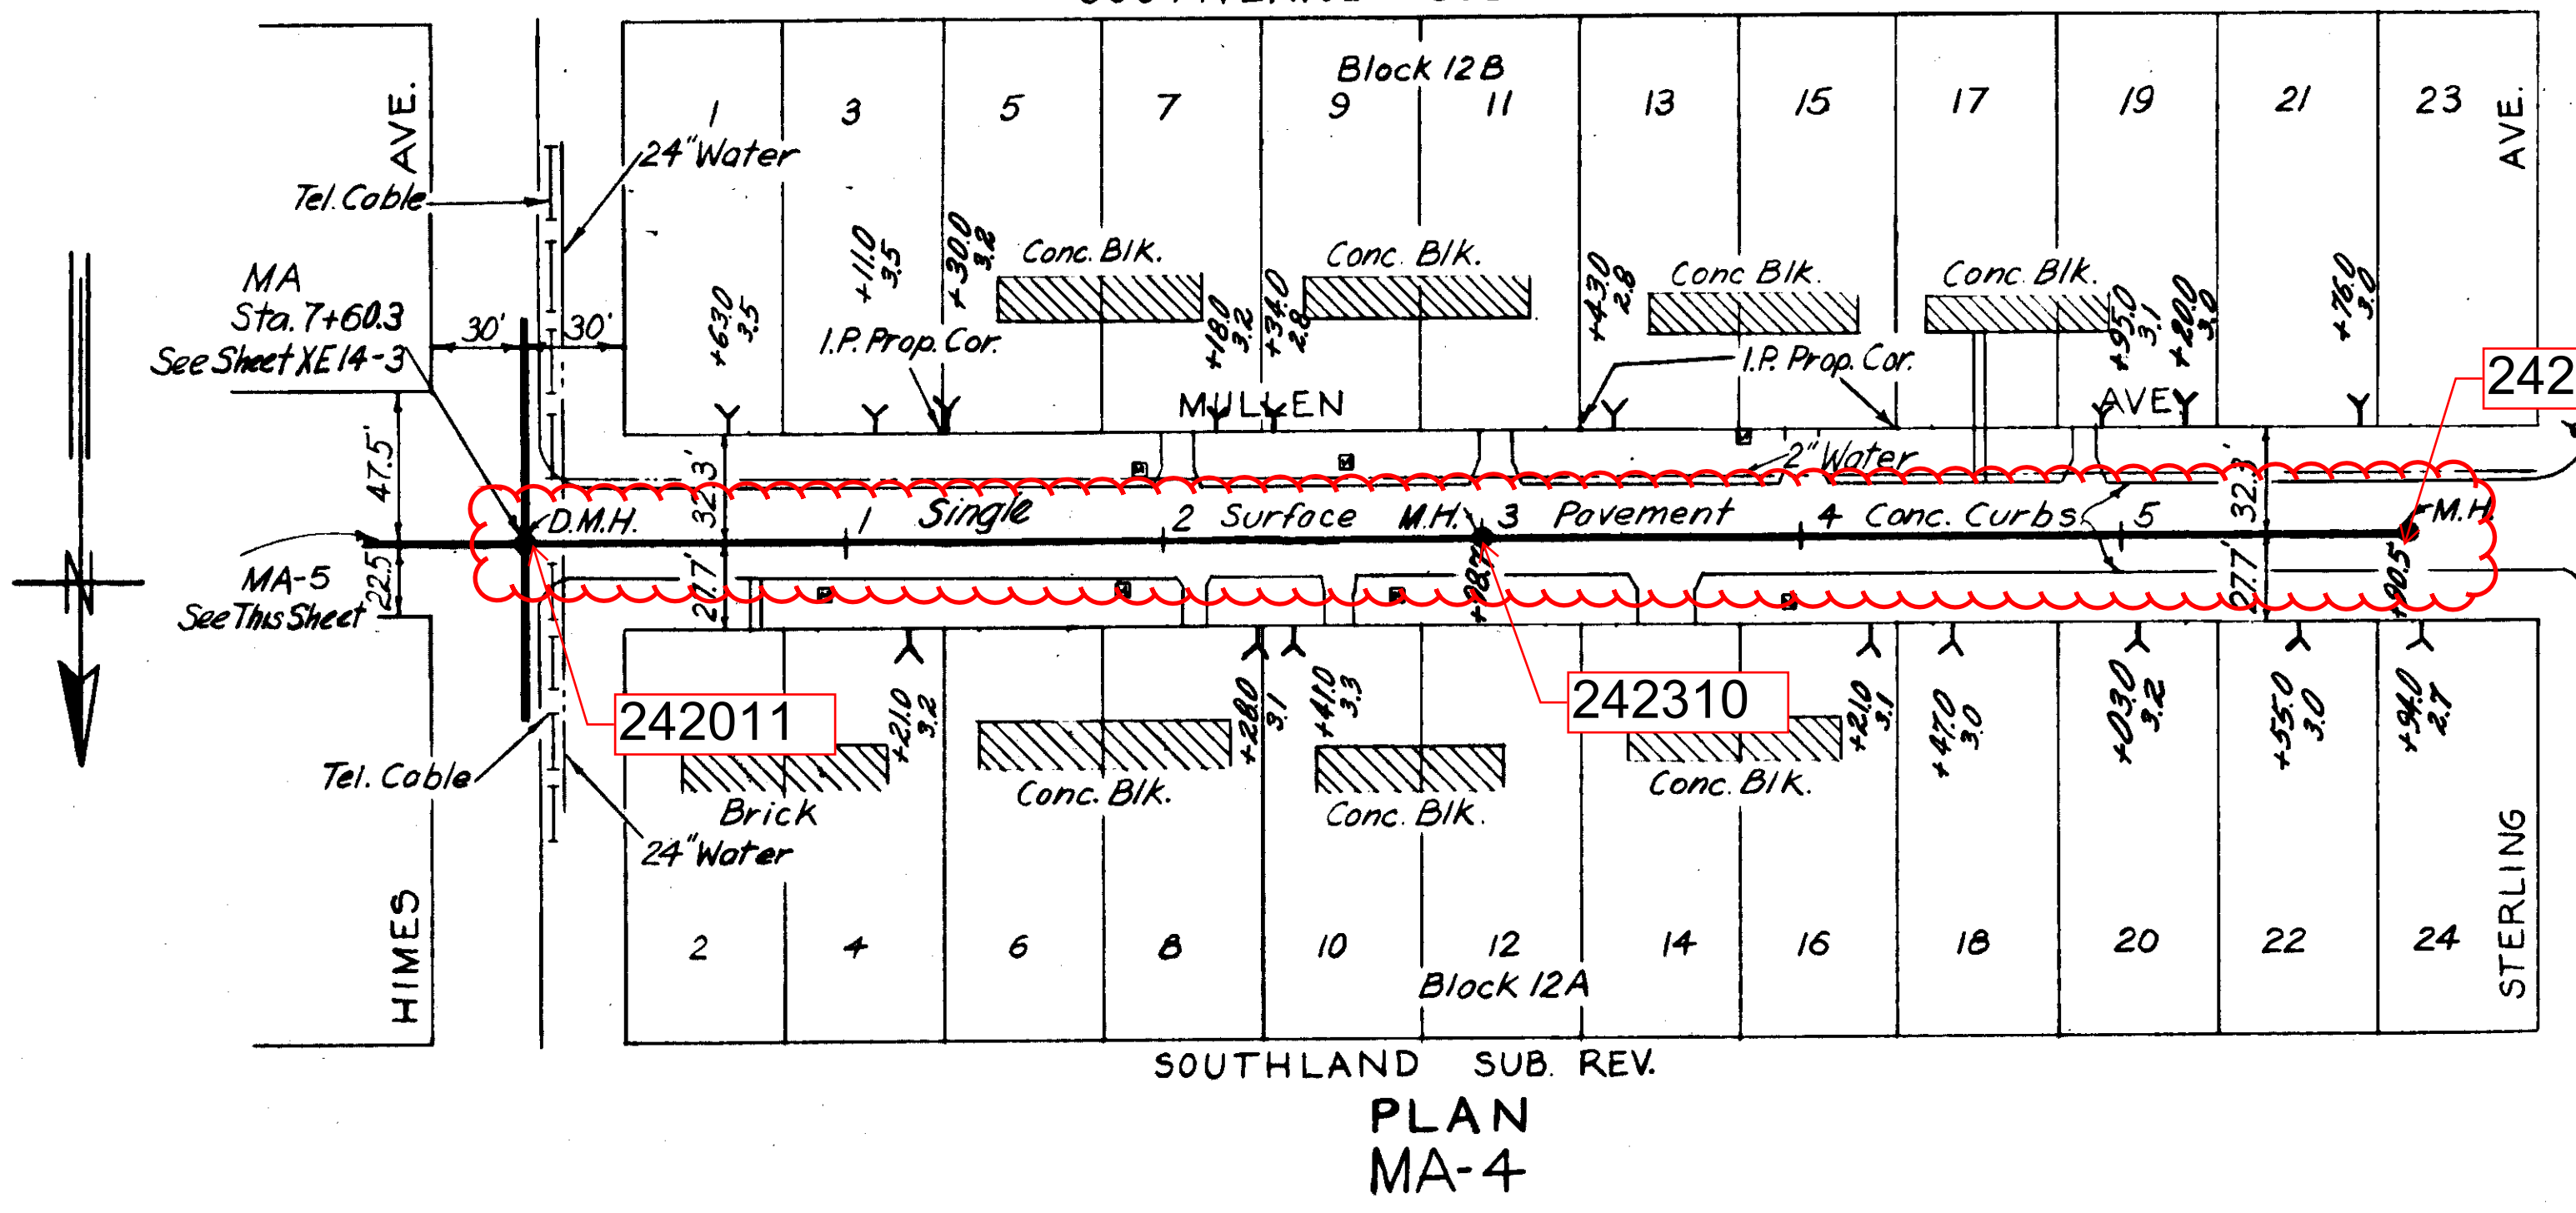 Block 12B
1 3 5 7 9 11 13 15 17 19 21 23
AVE.
AVE.
24" Water
Tel. Cable
MA
Sta. 7+60.3
See Sheet XE14-3
30' 30'
+63.0
3.5
+11.0
3.5
+30.0
3.2
+18.0
3.2
+34.0
2.8
+43.0
2.8
+95.0
3.1
+20.0
3.0
+76.0
3.0
Conc. Blk.
Conc. Blk.
Conc Blk.
Conc. Blk.
I.P. Prop. Cor.
I.P. Prop. Cor.
242
MULLEN AVE.
2" Water
47.5'
22.5'
32.3'
27.7'
32.3'
27.7'
D.M.H. 1 Single 2 Surface M.H. 3 Pavement 4 Conc. Curbs 5 M.H.
+98.7
+90.5
MA-5
See This Sheet
N
242011
242310
+21.0
3.2
+28.0
3.1
+41.0
3.3
+21.0
3.1
+47.0
3.0
+03.0
3.2
+55.0
3.0
+94.0
2.7
Tel. Cable
Brick
Conc. Blk.
Conc. Blk.
Conc. Blk.
24" Water
HIMES
STERLING
2 4 6 8 10 12 14 16 18 20 22 24
Block 12A
SOUTHLAND SUB. REV.
PLAN
MA-4